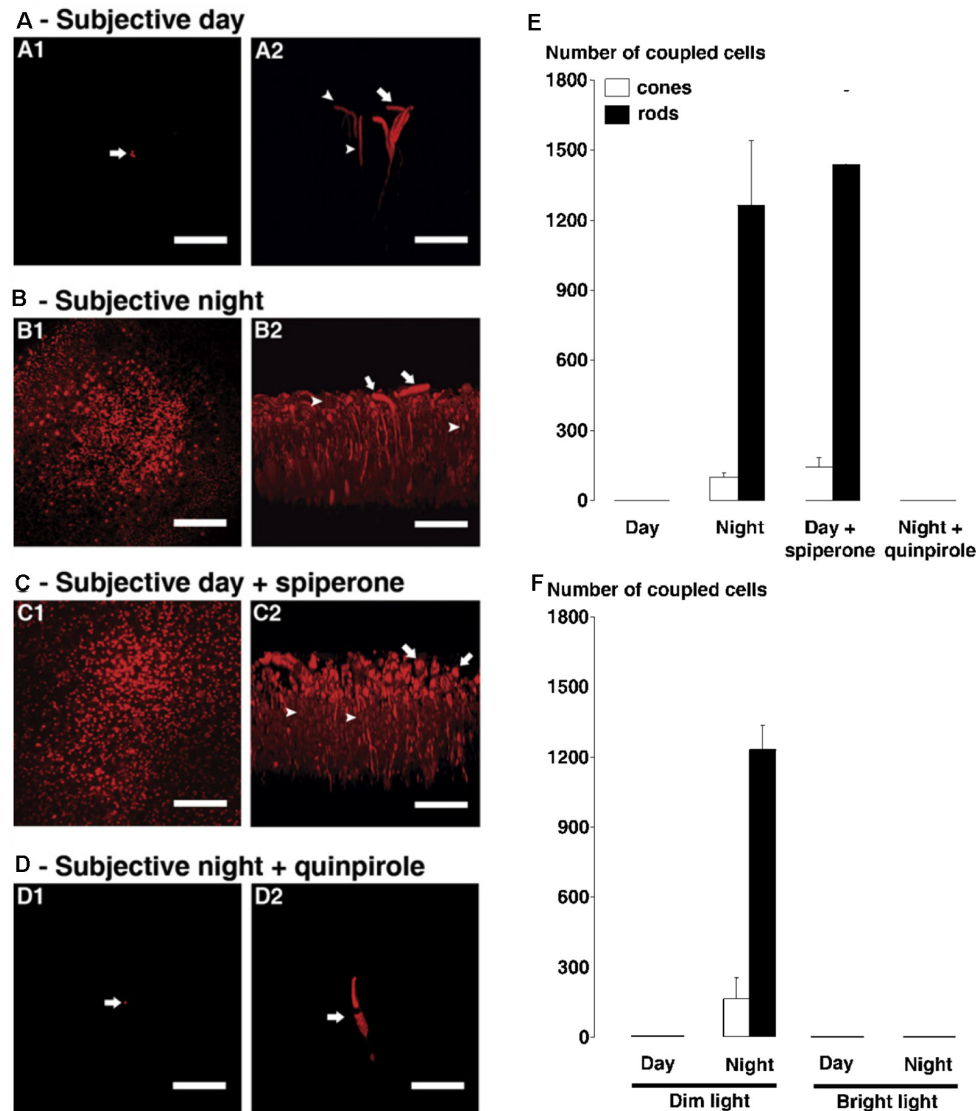 A - Subjective day
A1
A2
B - Subjective night
B1
B2
C - Subjective day + spiperone
C1
C2
D - Subjective night + quinpirole
D1
D2
E
Number of coupled cells
1800
1500
1200
900
600
300
0
cones
rods
Day
Night
Day +
spiperone
Night +
quinpirole
F
Number of coupled cells
1800
1500
1200
900
600
300
0
Day
Night
Day
Night
Dim light
Bright light